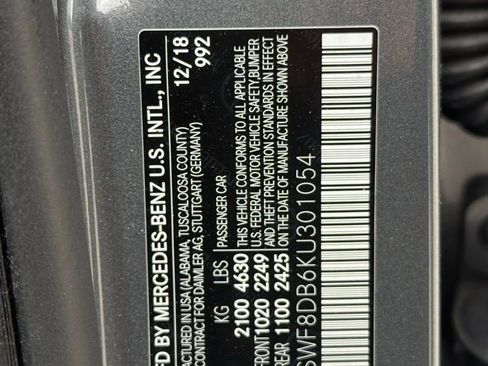 FD BY MERCEDES-BENZ U.S. INTL., INC
MANUFACTURED IN USA (ALABAMA, TUSCALOOSA COUNTY)
FOR DAIMLER AG, STUTTGART (GERMANY)
12/18
992
KG LBS
2100 4630
FRONT 1020 2249
REAR 1100 2425
PASSENGER CAR
THIS VEHICLE CONFORMS TO ALL APPLICABLE
U.S. FEDERAL MOTOR VEHICLE SAFETY,BUMPER
AND THEFT PREVENTION STANDARDS IN EFFECT
ON THE DATE OF MANUFACTURE SHOWN ABOVE
SWF8DB6KU301054